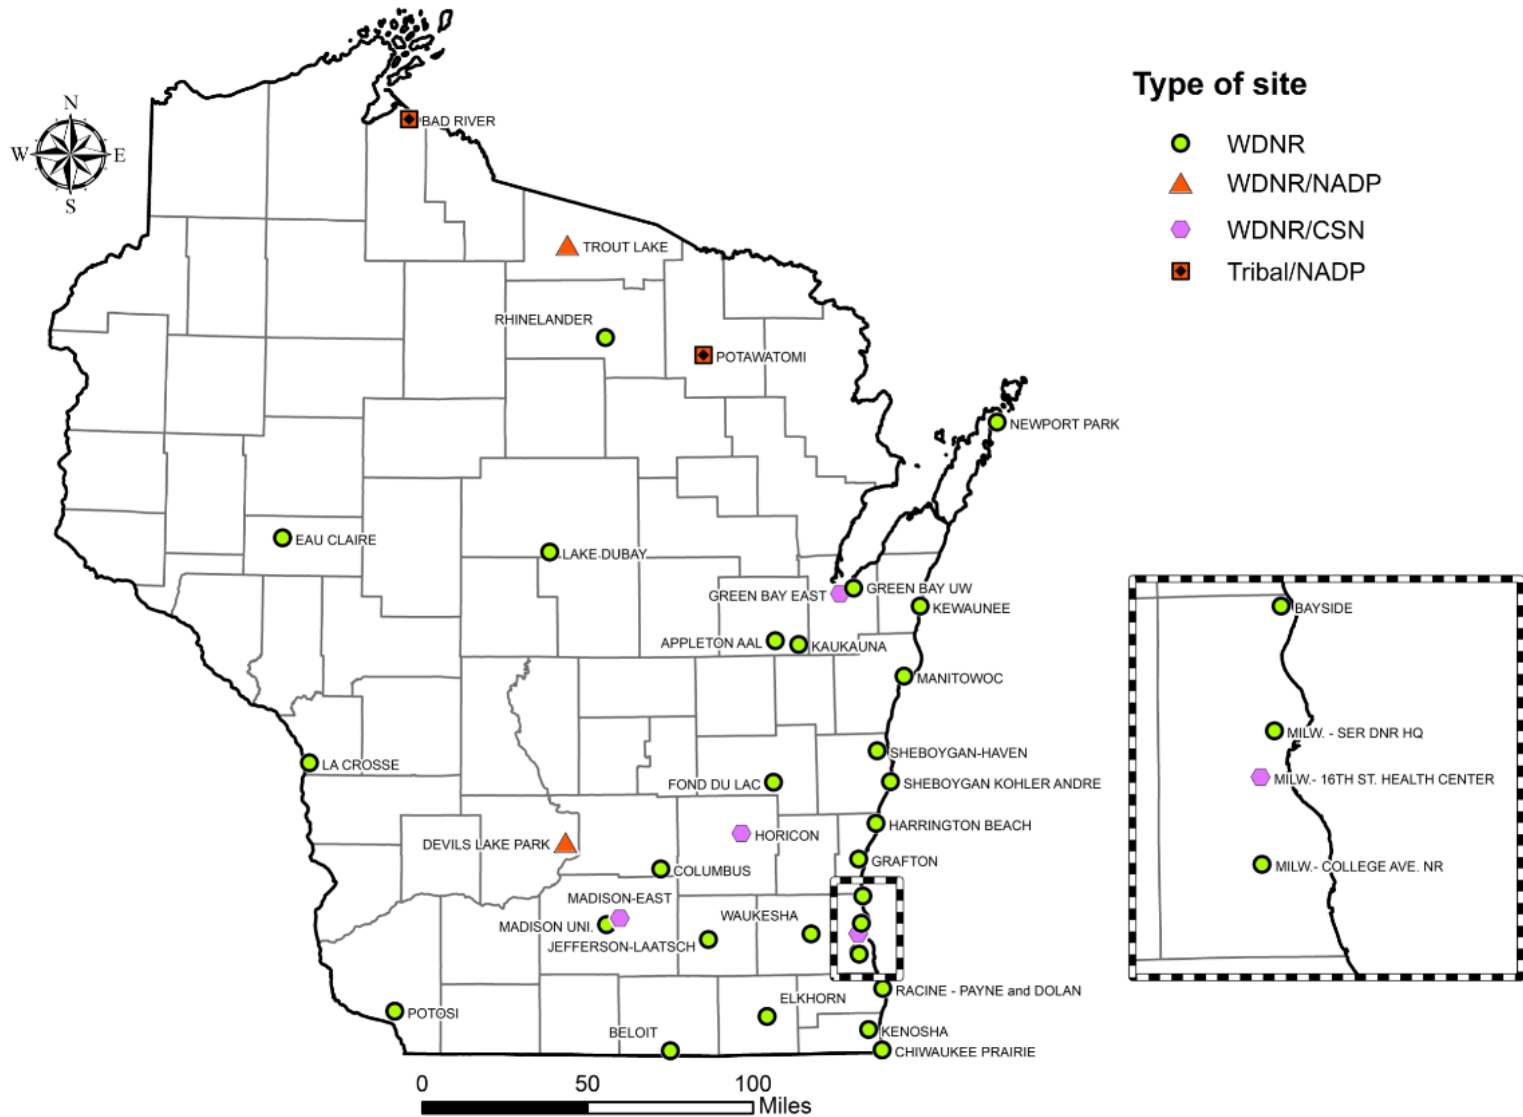 Type of site
WDNR
WDNR/NADP
WDNR/CSN
Tribal/NADP
N
W E
S
BAD RIVER
TROUT LAKE
RHINELANDER
POTAWATOMI
NEWPORT PARK
EAU CLAIRE
LAKE DUBAY
GREEN BAY EAST
GREEN BAY UW
KEWAUNEE
APPLETON AAL
KAUKAUNA
MANITOWOC
SHEBOYGAN-HAVEN
LA CROSSE
FOND DU LAC
SHEBOYGAN KOHLER ANDRE
HARRINGTON BEACH
HORICON
DEVILS LAKE PARK
GRAFTON
COLUMBUS
MADISON-EAST
MADISON UNI.
WAUKESHA
JEFFERSON-LAATSCH
RACINE - PAYNE and DOLAN
ELKHORN
POTOSI
BELOIT
KENOSHA
CHIWAUKEE PRAIRIE
BAYSIDE
MILW. - SER DNR HQ
MILW.- 16TH ST. HEALTH CENTER
MILW.- COLLEGE AVE. NR
0 50 100
Miles